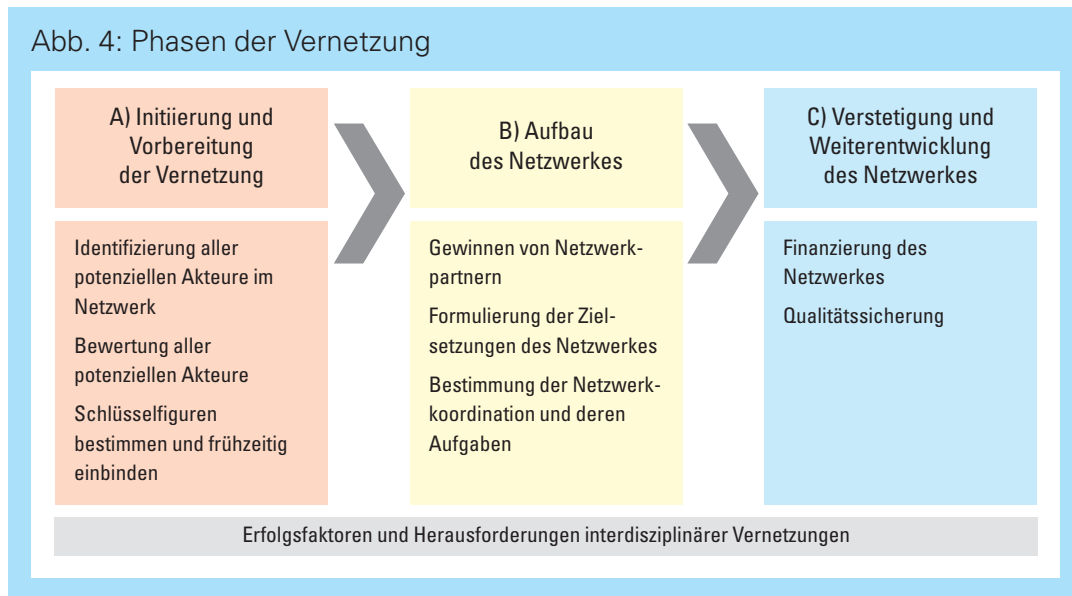 Abb. 4: Phasen der Vernetzung
A) Initiierung und
Vorbereitung
der Vernetzung
Identifizierung aller
potenziellen Akteure im
Netzwerk
Bewertung aller
potenziellen Akteure
Schlüsselfiguren
bestimmen und frühzeitig
einbinden
B) Aufbau
des Netzwerkes
Gewinnen von Netzwerk-
partnern
Formulierung der Ziel-
setzungen des Netzwerkes
Bestimmung der Netzwerk-
koordination und deren
Aufgaben
C) Verstetigung und
Weiterentwicklung
des Netzwerkes
Finanzierung des
Netzwerkes
Qualitätssicherung
Erfolgsfaktoren und Herausforderungen interdisziplinärer Vernetzungen